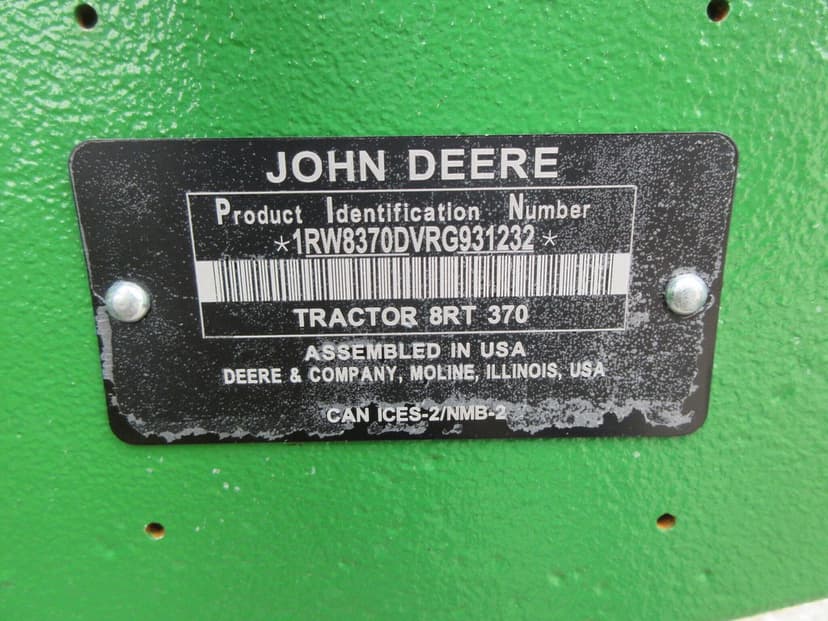 JOHN DEERE
Product Identification Number
*1RW8370DVRG931232*
TRACTOR 8RT 370
ASSEMBLED IN USA
DEERE & COMPANY, MOLINE, ILLINOIS, USA
CAN ICES-2/NMB-2